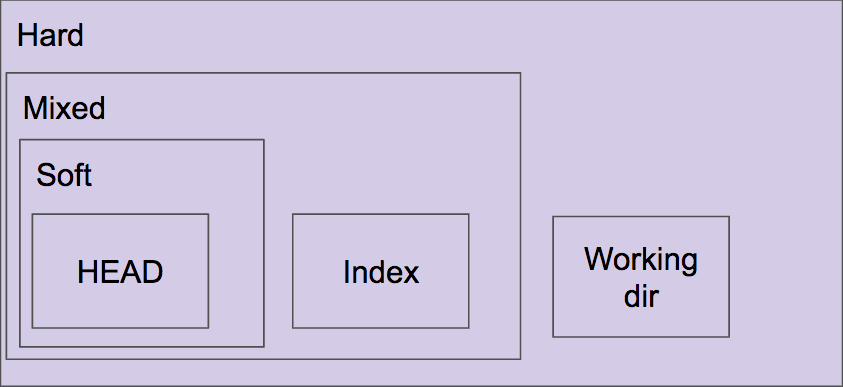 Hard
Mixed
Soft
HEAD
Index
Working
dir